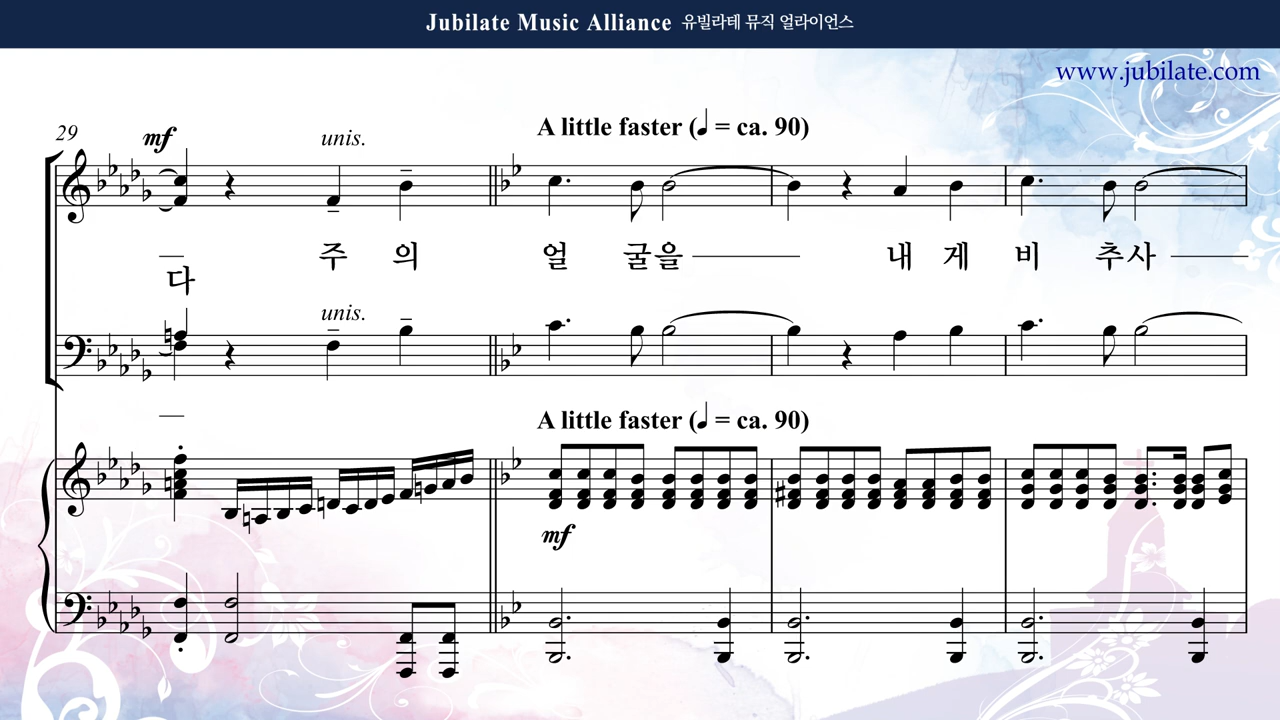 Jubilate Music Alliance 유빌라테 뮤직 얼라이언스
www.jubilate.com
29
mf
unis.
A little faster (♩ = ca. 90)
주 의 얼 굴을 내 게 비 추사
다
unis.
A little faster (♩ = ca. 90)
mf